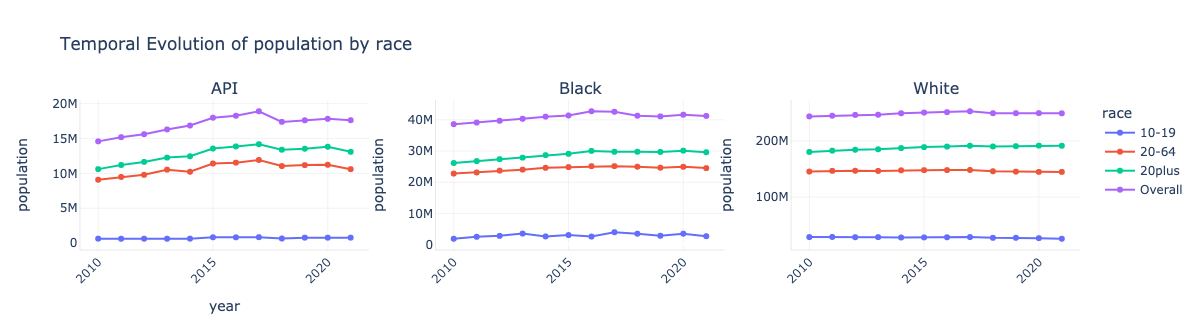 Temporal Evolution of population by race
API
Black
White
population
20M
15M
10M
5M
0
2010
2015
2020
year
population
40M
30M
20M
10M
0
2010
2015
2020
population
200M
100M
2010
2015
2020
race
10-19
20-64
20plus
Overall